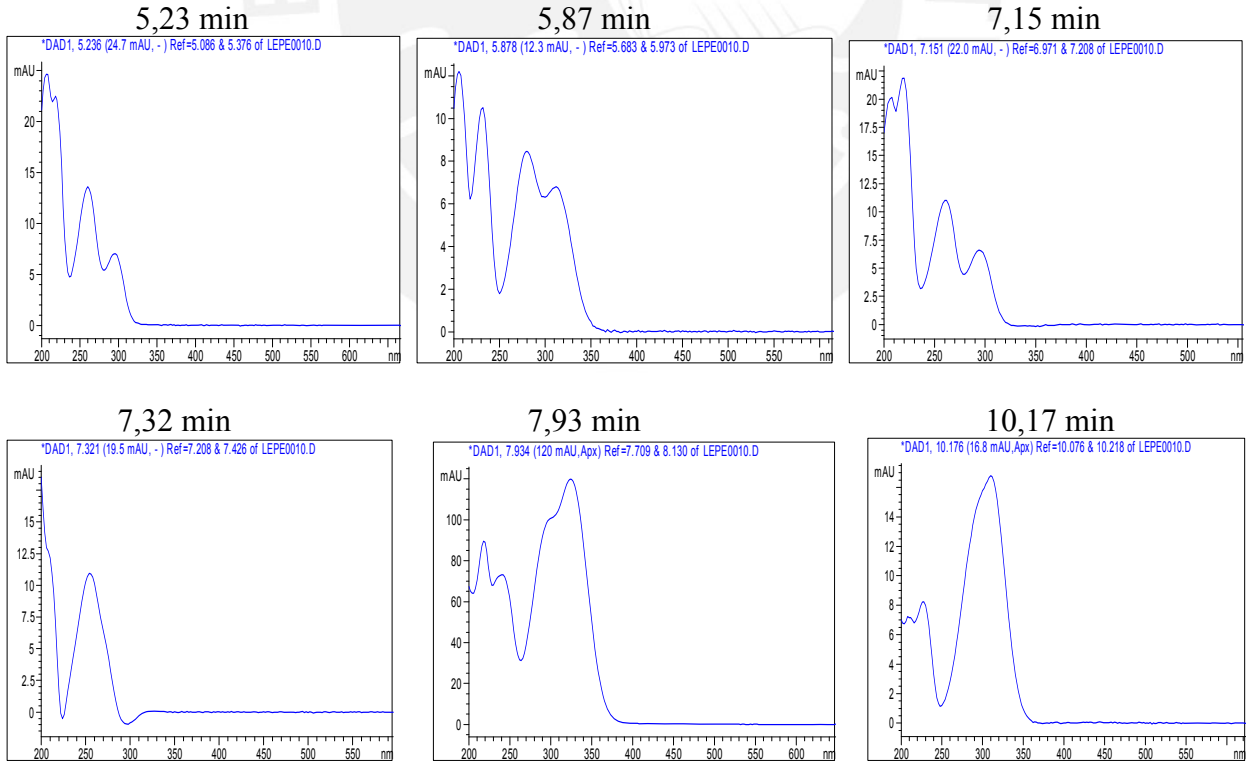 5,23 min
*DAD1, 5.236 (24.7 mAU, - ) Ref=5.086 & 5.376 of LEPE0010.D
mAU
20
15
10
5
0
200 250 300 350 400 450 500 550 600 nm
5,87 min
*DAD1, 5.878 (12.3 mAU, - ) Ref=5.683 & 5.973 of LEPE0010.D
mAU
10
8
6
4
2
0
200 250 300 350 400 450 500 550 600 nm
7,15 min
*DAD1, 7.151 (22.0 mAU, - ) Ref=6.971 & 7.208 of LEPE0010.D
mAU
20
17.5
15
12.5
10
7.5
5
2.5
0
200 250 300 350 400 450 500 nm
7,32 min
*DAD1, 7.321 (19.5 mAU, - ) Ref=7.208 & 7.426 of LEPE0010.D
mAU
15
12.5
10
7.5
5
2.5
0
200 250 300 350 400 450 500 550 nm
7,93 min
*DAD1, 7.934 (120 mAU,Apx) Ref=7.709 & 8.130 of LEPE0010.D
mAU
100
80
60
40
20
0
200 250 300 350 400 450 500 550 600 nm
10,17 min
*DAD1, 10.176 (16.8 mAU,Apx) Ref=10.076 & 10.218 of LEPE0010.D
mAU
14
12
10
8
6
4
2
0
200 250 300 350 400 450 500 550 nm